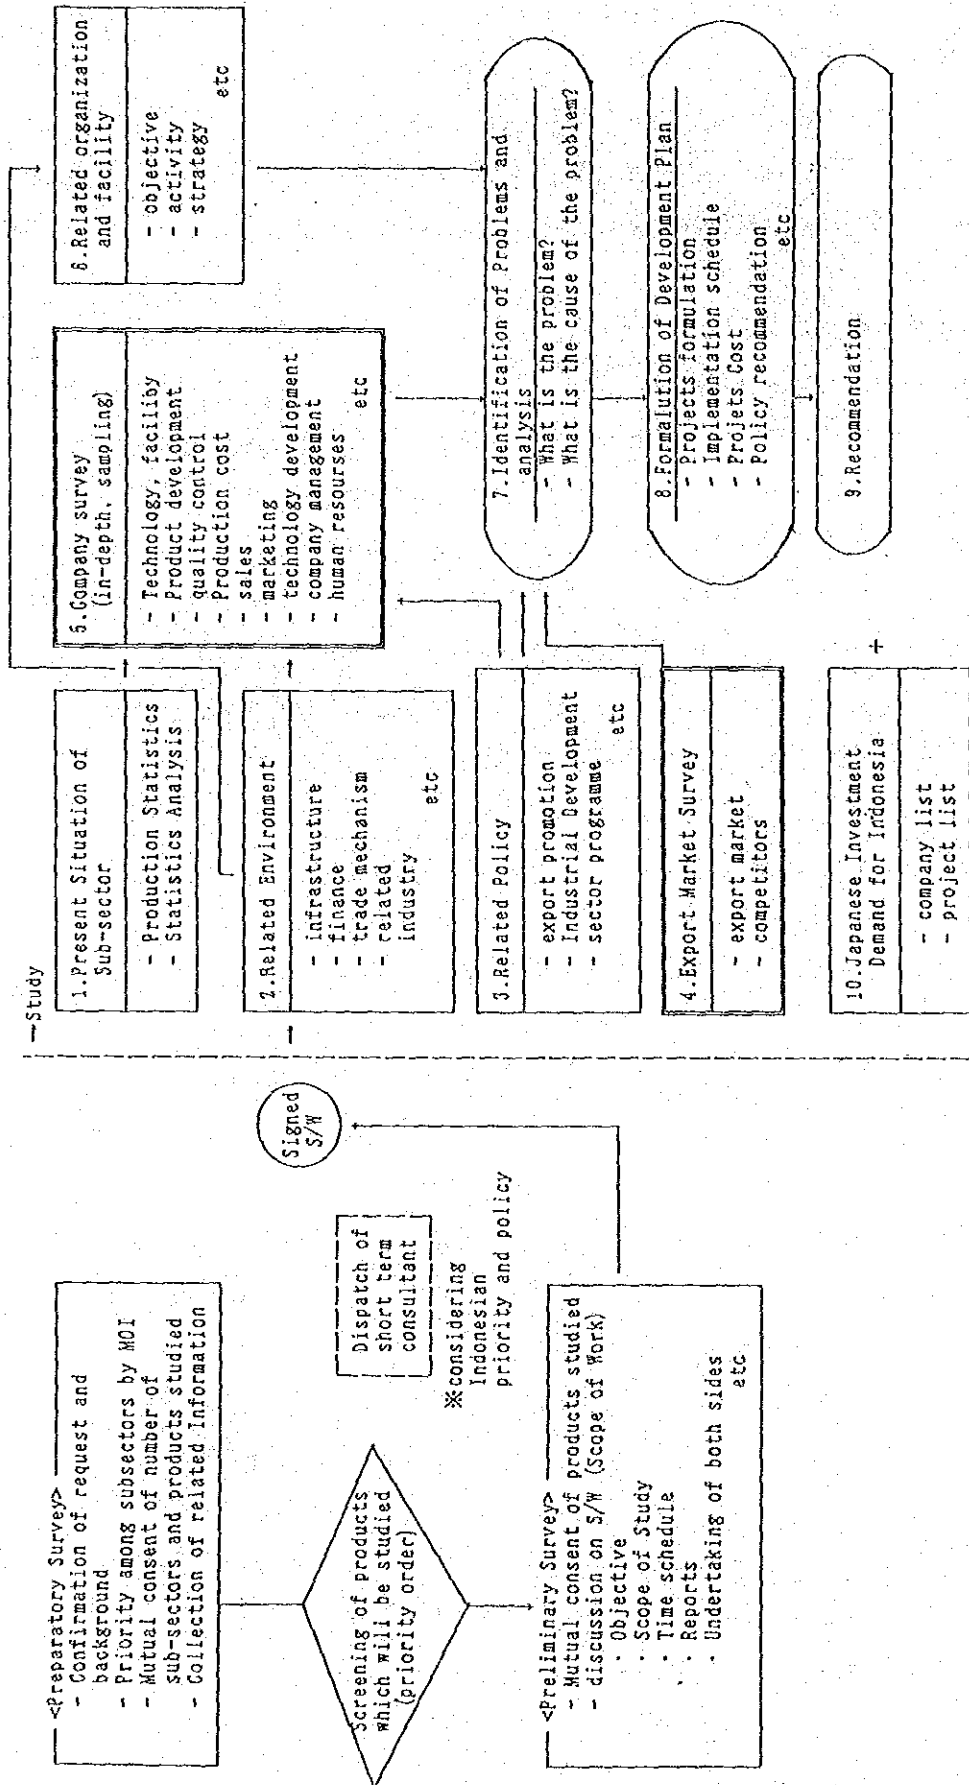 <Preparatory Survey>
- Confirmation of request and
background
- Priority among subsectors by MOI
- Mutual consent of number of
sub-sectors and products studied
- Collection of related Information
Screening of products
which will be studied
(priority order)
Dispatch of
short term
consultant
※considering
Indonesian
priority and policy
<Preliminary Survey>
- Mutual consent of products studied
- discussion on S/W (Scope of Work)
· Objective
· Scope of Study
· Time schedule
· Reports
· Undertaking of both sides
etc
Signed
S/W
Study
1.Present Situation of
Sub-sector
- Production Statistics
- Statistics Analysis
2.Related Environment
- infrastructure
- finance
- trade mechanism
- related
industry
etc
3.Related Policy
- export promotion
- Industrial Development
- sector programme
etc
4.Export Market Survey
- export market
- competitors
10.Japanese Investment
Demand for Indonesia
- company list
- project list
+
5.Company survey
(in-depth, sampling)
- Technology, faciliby
- Product development
- quality control
- Production cost
- sales
- marketing
- technology development
- company management
- human resourses
etc
6.Related organization
and facility
- objective
- activity
- strategy
etc
7.Identification of Problems and
analysis
- What is the problem?
- What is the cause of the problem?
8.Formalution of Development Plan
- Projects formulation
- Implementation schedule
- Projets Cost
- Policy recommendation
etc
9.Recommendation